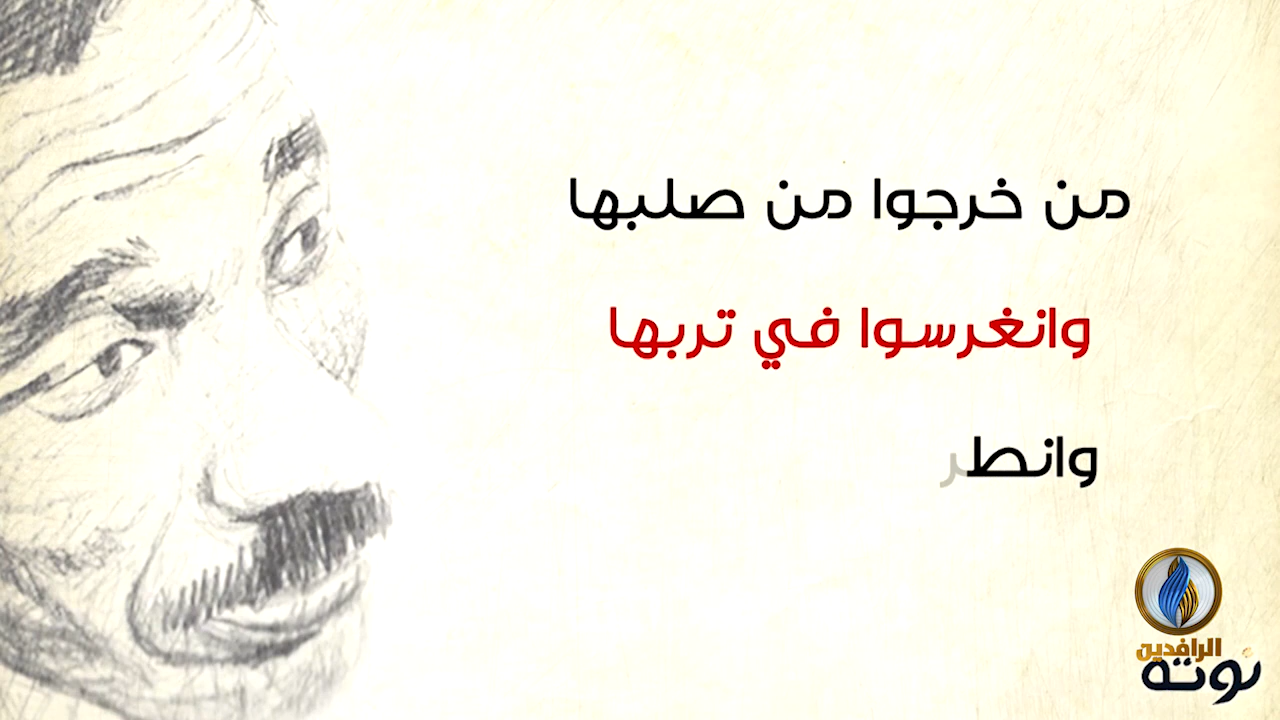 من خرجوا من صلبها
وانغرسوا في تربها
وانطر
الرافدين
نوته